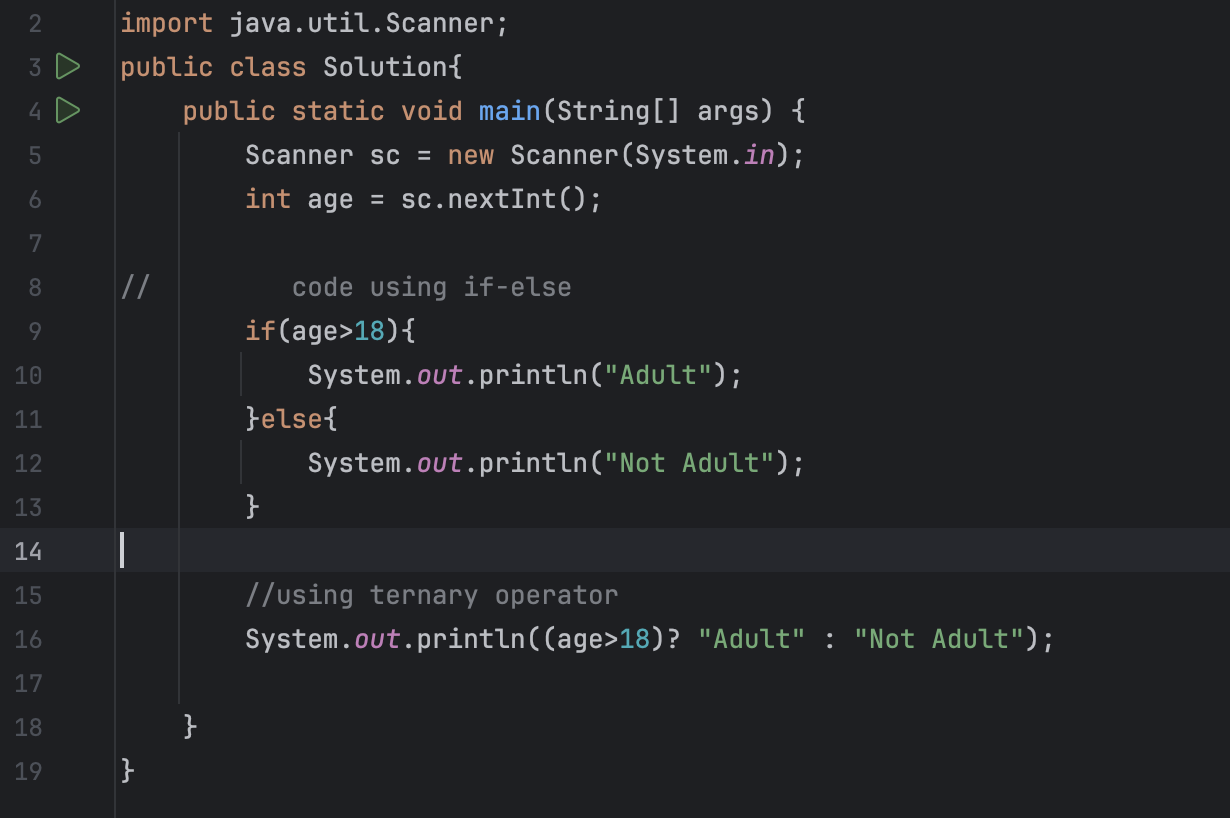 2 import java.util.Scanner;
3 public class Solution{
4     public static void main(String[] args) {
5         Scanner sc = new Scanner(System.in);
6         int age = sc.nextInt();
7
8 //         code using if-else
9         if(age>18){
10             System.out.println("Adult");
11         }else{
12             System.out.println("Not Adult");
13         }
14
15         //using ternary operator
16         System.out.println((age>18)? "Adult" : "Not Adult");
17
18     }
19 }